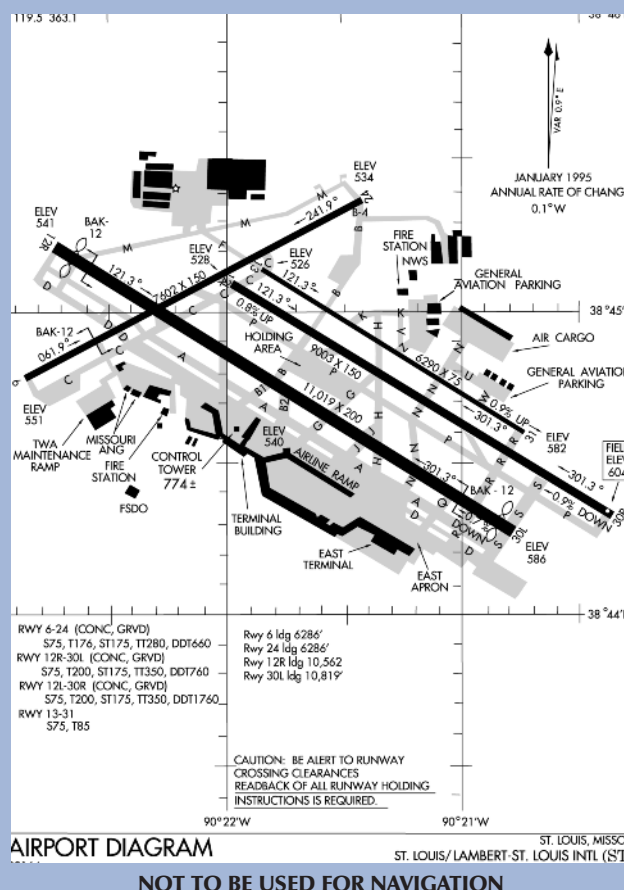 119.5 363.1
VAR 0.9° E
JANUARY 1995
ANNUAL RATE OF CHANG
0.1° W
ELEV
534
24
B-4
241.9°
M
M
M
ELEV
541
BAK-
12
12R
121.3°
ELEV
528
F
C
ELEV
526
C
121.3°
121.3°
7602 X 150
FIRE
STATION
NWS
GENERAL
AVIATION PARKING
38°45'
AIR CARGO
GENERAL AVIATION
PARKING
BAK-12
061.9°
6
ELEV
551
D
D
C
C
A
0.8% UP
HOLDING
AREA
9003 X 150
6290 X 75
11,019 X 200
0.9% UP
301.3°
31
ELEV
582
301.3°
FIEL
ELEV
604
0.9%
DOWN
30R
301.3°
BAK - 12
0.7%
DOWN
30L
ELEV
586
B1
B2
ELEV
540
AIRLINE RAMP
TWA
MAINTENANCE
RAMP
MISSOURI
ANG
FIRE
STATION
CONTROL
TOWER
774 ±
FSDO
TERMINAL
BUILDING
EAST
TERMINAL
EAST
APRON
38°44'
RWY 6-24 (CONC, GRVD)
S75, T176, ST175, TT280, DDT660
RWY 12R-30L (CONC, GRVD)
S75, T200, ST175, TT350, DDT760
RWY 12L-30R (CONC, GRVD)
S75, T200, ST175, TT350, DDT1760
RWY 13-31
S75, T85
Rwy 6 ldg 6286'
Rwy 24 ldg 6286'
Rwy 12R ldg 10,562
Rwy 30L ldg 10,819'
CAUTION: BE ALERT TO RUNWAY
CROSSING CLEARANCES
READBACK OF ALL RUNWAY HOLDING
INSTRUCTIONS IS REQUIRED.
90°22'W
90°21'W
AIRPORT DIAGRAM
ST. LOUIS, MISSO
ST. LOUIS/ LAMBERT-ST. LOUIS INTL (ST
NOT TO BE USED FOR NAVIGATION